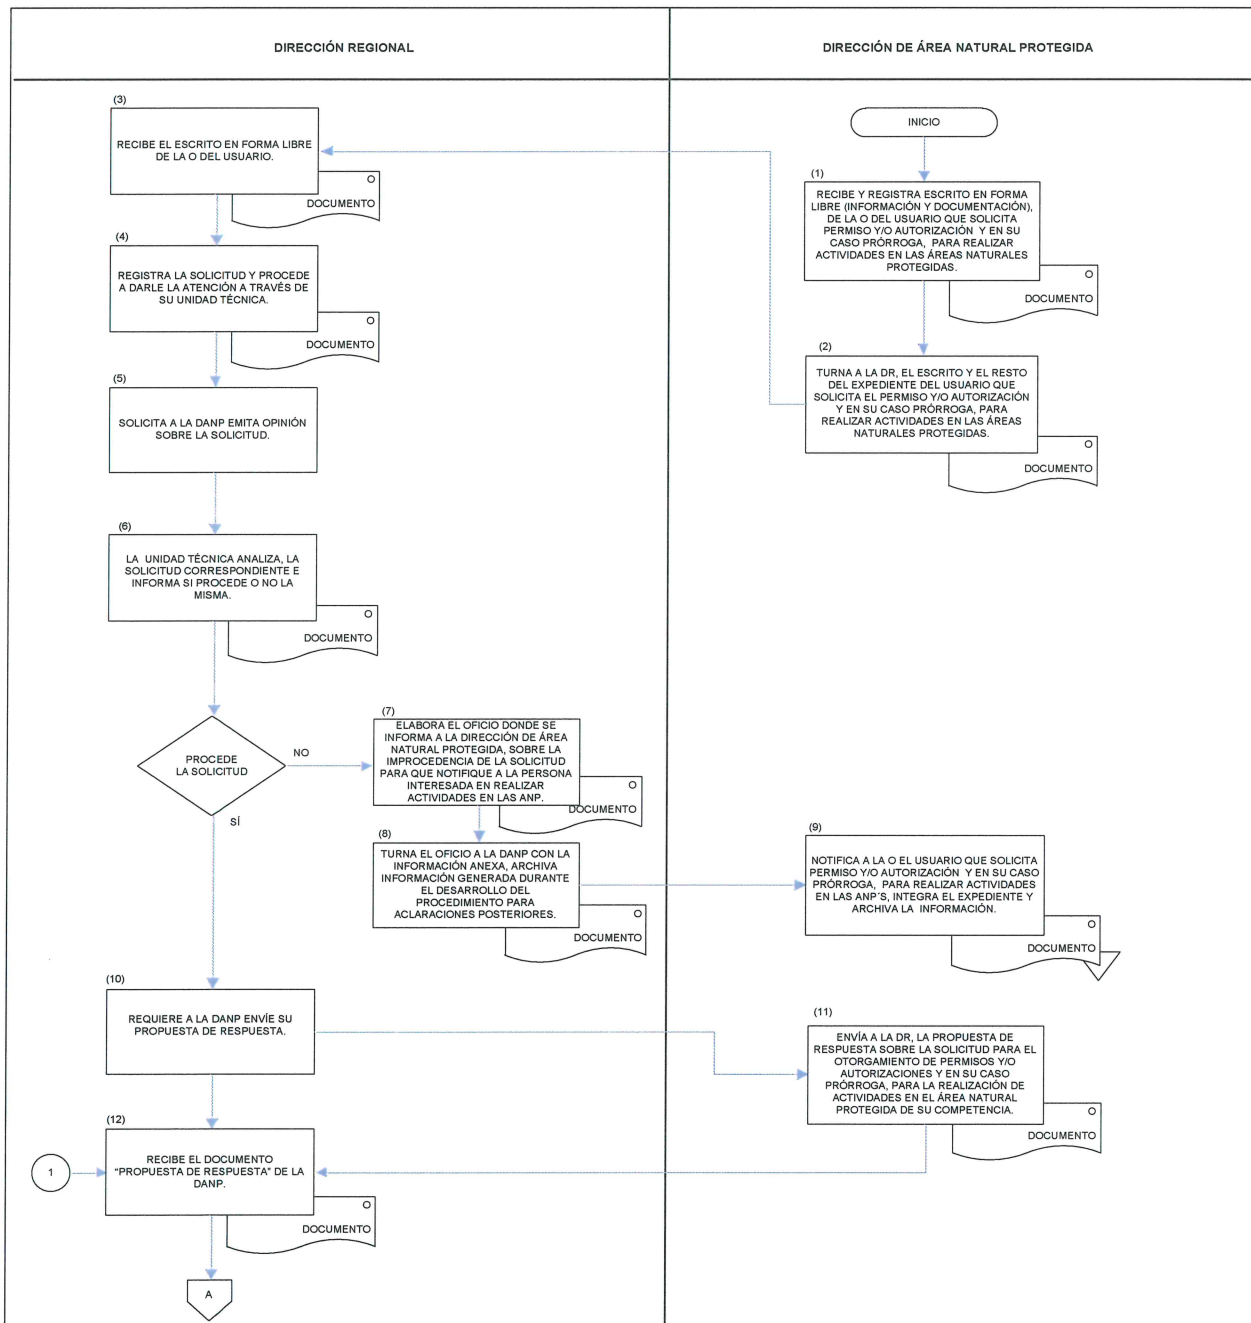 DIRECCIÓN REGIONAL
DIRECCIÓN DE ÁREA NATURAL PROTEGIDA
INICIO
(1)
RECIBE Y REGISTRA ESCRITO EN FORMA
LIBRE (INFORMACIÓN Y DOCUMENTACIÓN),
DE LA O DEL USUARIO QUE SOLICITA
PERMISO Y/O AUTORIZACIÓN Y EN SU
CASO PRÓRROGA, PARA REALIZAR
ACTIVIDADES EN LAS ÁREAS NATURALES
PROTEGIDAS.
DOCUMENTO
(2)
TURNA A LA DR, EL ESCRITO Y EL RESTO
DEL EXPEDIENTE DEL USUARIO QUE
SOLICITA EL PERMISO Y/O AUTORIZACIÓN
Y EN SU CASO PRÓRROGA, PARA
REALIZAR ACTIVIDADES EN LAS ÁREAS
NATURALES PROTEGIDAS.
DOCUMENTO
(3)
RECIBE EL ESCRITO EN FORMA LIBRE
DE LA O DEL USUARIO.
DOCUMENTO
(4)
REGISTRA LA SOLICITUD Y PROCEDE
A DARLE LA ATENCIÓN A TRAVÉS DE
SU UNIDAD TÉCNICA.
DOCUMENTO
(5)
SOLICITA A LA DANP EMITA OPINIÓN
SOBRE LA SOLICITUD.
(6)
LA UNIDAD TÉCNICA ANALIZA, LA
SOLICITUD CORRESPONDIENTE E
INFORMA SI PROCEDE O NO LA
MISMA.
DOCUMENTO
PROCEDE
LA SOLICITUD
NO
SÍ
(7)
ELABORA EL OFICIO DONDE SE
INFORMA A LA DIRECCIÓN DE ÁREA
NATURAL PROTEGIDA, SOBRE LA
IMPROCEDENCIA DE LA SOLICITUD
PARA QUE NOTIFIQUE A LA PERSONA
INTERESADA EN REALIZAR
ACTIVIDADES EN LAS ANP.
DOCUMENTO
(8)
TURNA EL OFICIO A LA DANP CON LA
INFORMACIÓN ANEXA, ARCHIVA
INFORMACIÓN GENERADA DURANTE
EL DESARROLLO DEL
PROCEDIMIENTO PARA
ACLARACIONES POSTERIORES.
DOCUMENTO
(9)
NOTIFICA A LA O EL USUARIO QUE SOLICITA
PERMISO Y/O AUTORIZACIÓN Y EN SU CASO
PRÓRROGA, PARA REALIZAR ACTIVIDADES
EN LAS ANP´S, INTEGRA EL EXPEDIENTE Y
ARCHIVA LA INFORMACIÓN.
DOCUMENTO
(10)
REQUIERE A LA DANP ENVÍE SU
PROPUESTA DE RESPUESTA.
(11)
ENVÍA A LA DR, LA PROPUESTA DE
RESPUESTA SOBRE LA SOLICITUD PARA EL
OTORGAMIENTO DE PERMISOS Y/O
AUTORIZACIONES Y EN SU CASO
PRÓRROGA, PARA LA REALIZACIÓN DE
ACTIVIDADES EN EL ÁREA NATURAL
PROTEGIDA DE SU COMPETENCIA.
DOCUMENTO
(12)
RECIBE EL DOCUMENTO
"PROPUESTA DE RESPUESTA" DE LA
DANP.
DOCUMENTO
1
A